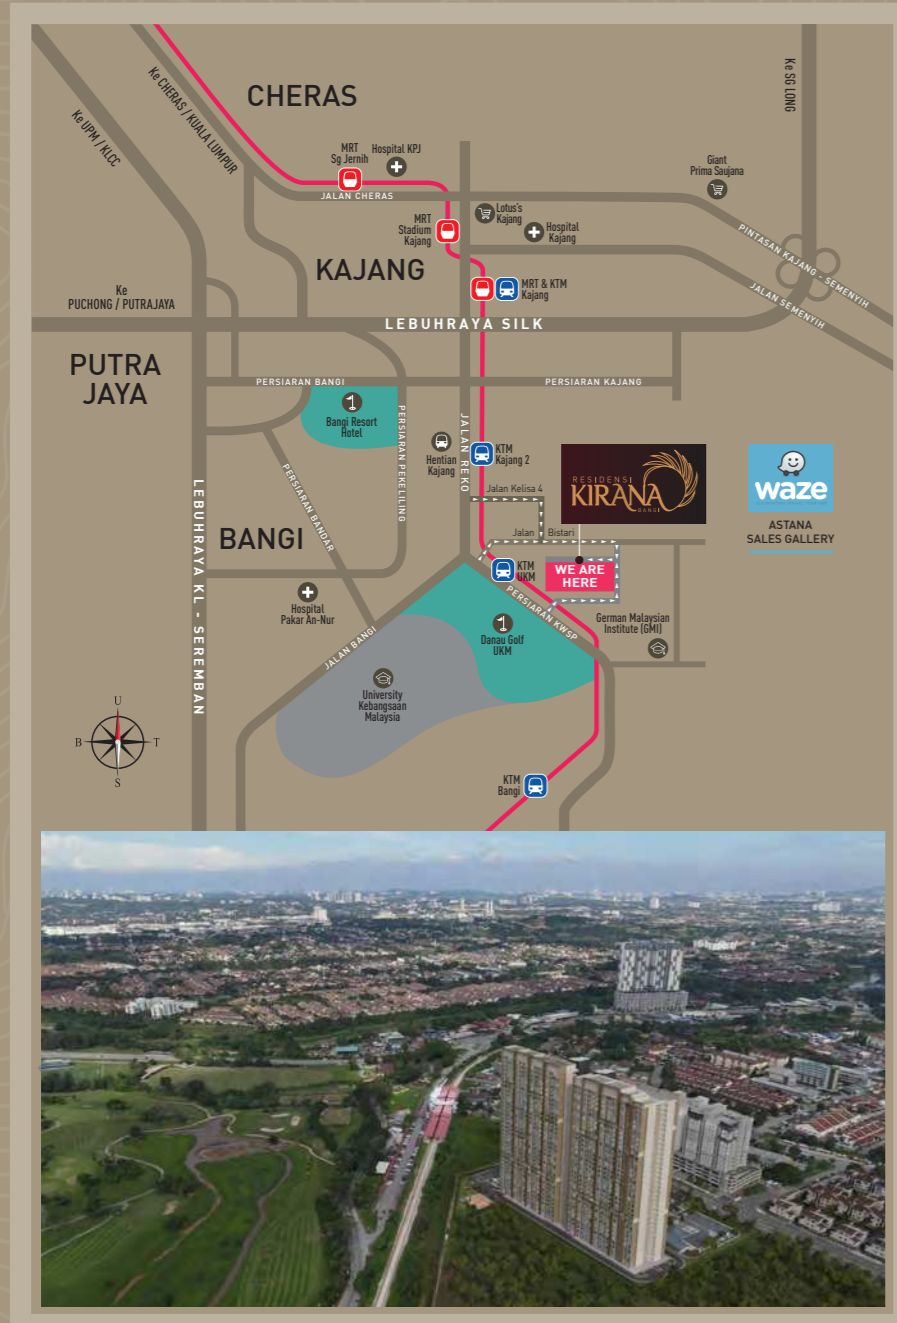 CHERAS
Ke CHERAS / KUALA LUMPUR
Ke UPM / KLCC
Ke SG LONG
MRT
Sg Jernih
Hospital KPJ
Giant
Prima Saujana
JALAN CHERAS
MRT
Stadium
Kajang
Lotus's
Kajang
Hospital
Kajang
PINTASAN KAJANG - SEMENYIH
KAJANG
MRT & KTM
Kajang
JALAN SEMENYIH
Ke
PUCHONG / PUTRAJAYA
LEBUHRAYA SILK
PUTRA
JAYA
PERSIARAN BANGI
PERSIARAN KAJANG
Bangi Resort
Hotel
PERSIARAN PEKELILING
JALAN REKO
Hentian
Kajang
KTM
Kajang 2
RESIDENSI
KIRANA
BANGI
waze
ASTANA
SALES GALLERY
PERSIARAN BANDAR
LEBUHRAYA KL - SEREMBAN
Jalan Kelisa 4
BANGI
Jalan Bistari
KTM
UKM
WE ARE
HERE
Hospital
Pakar An-Nur
PERSIARAN KWSP
German Malaysian
Institute (GMI)
JALAN BANGI
Danau Golf
UKM
University
Kebangsaan
Malaysia
U
B
T
S
KTM
Bangi